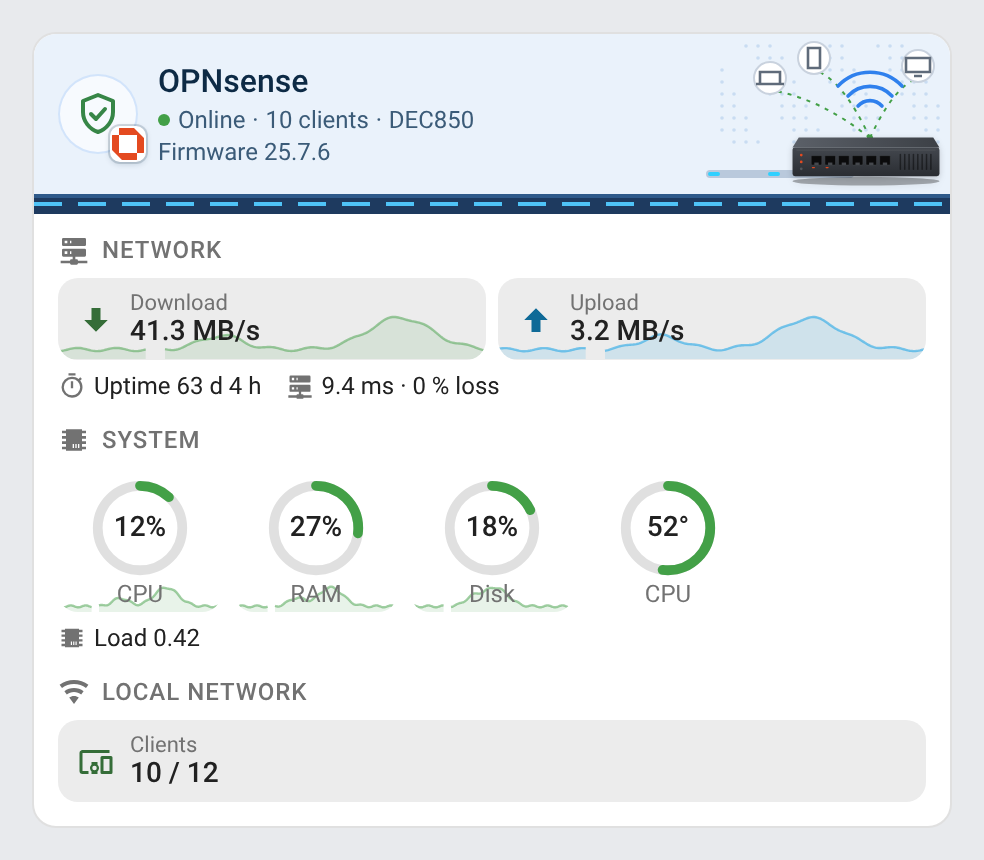 OPNsense
Online · 10 clients · DEC850
Firmware 25.7.6
NETWORK
Download
41.3 MB/s
Upload
3.2 MB/s
Uptime 63 d 4 h
9.4 ms · 0 % loss
SYSTEM
12%
27%
18%
52°
CPU
RAM
Disk
CPU
Load 0.42
LOCAL NETWORK
Clients
10 / 12